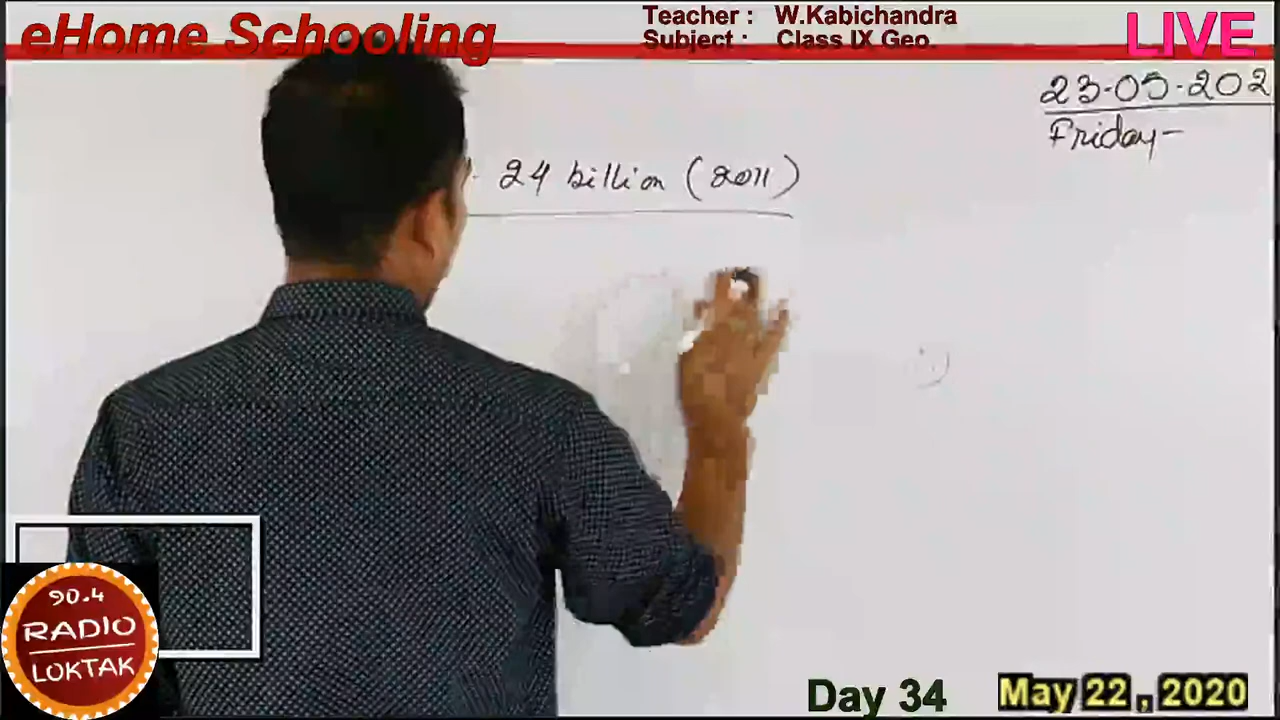 eHome Schooling
Teacher : W.Kabichandra
Subject : Class IX Geo.
LIVE
23-05-202
Friday-
24 billion (2011)
90.4
RADIO
LOKTAK
Day 34
May 22 , 2020